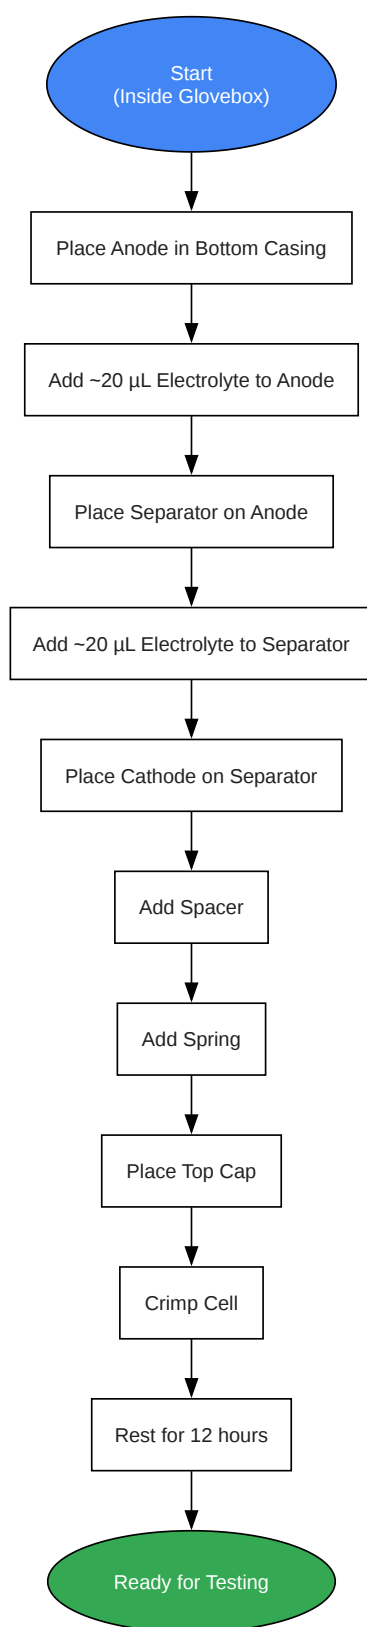 Start
(Inside Glovebox)
Place Anode in Bottom Casing
Add ~20 µL Electrolyte to Anode
Place Separator on Anode
Add ~20 µL Electrolyte to Separator
Place Cathode on Separator
Add Spacer
Add Spring
Place Top Cap
Crimp Cell
Rest for 12 hours
Ready for Testing